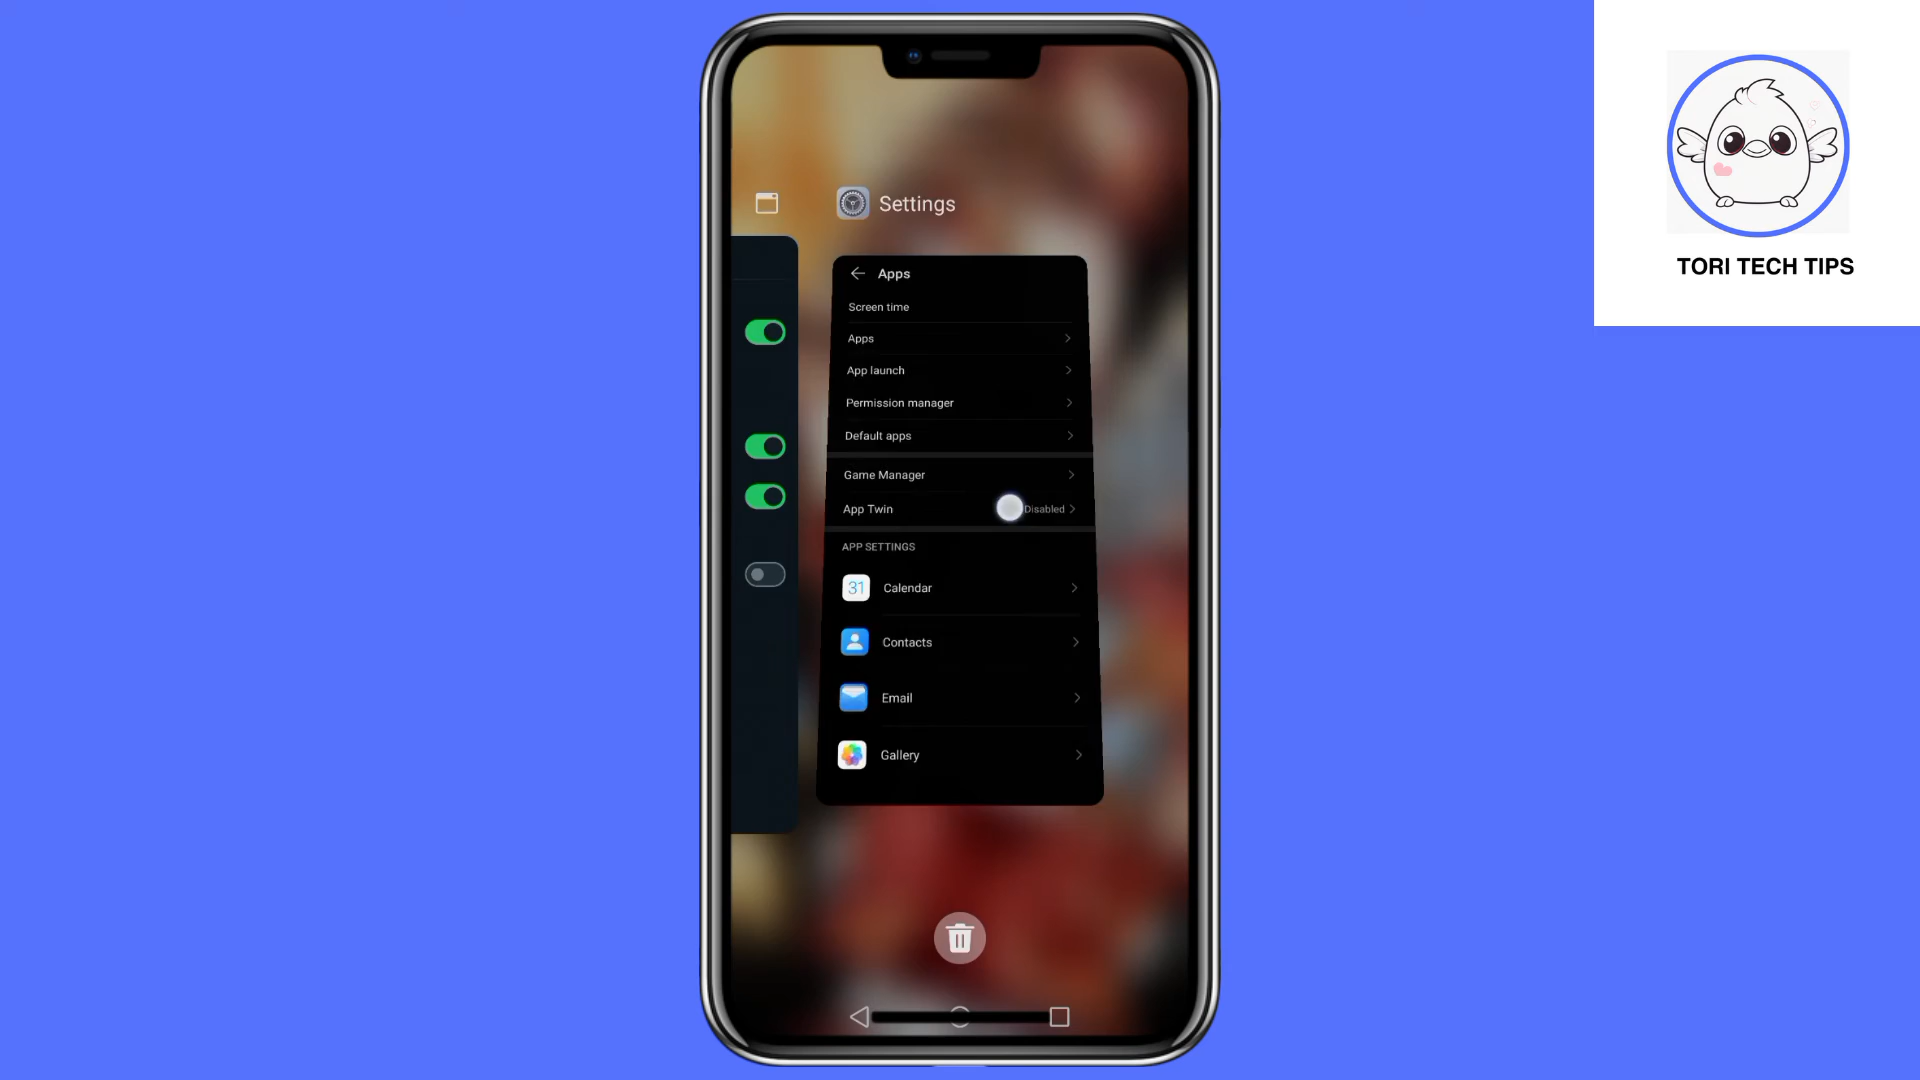 Settings
Apps
Screen time
Apps
App launch
Permission manager
Default apps
Game Manager
App Twin
Disabled
APP SETTINGS
31
Calendar
Contacts
Email
Gallery
TORI TECH TIPS